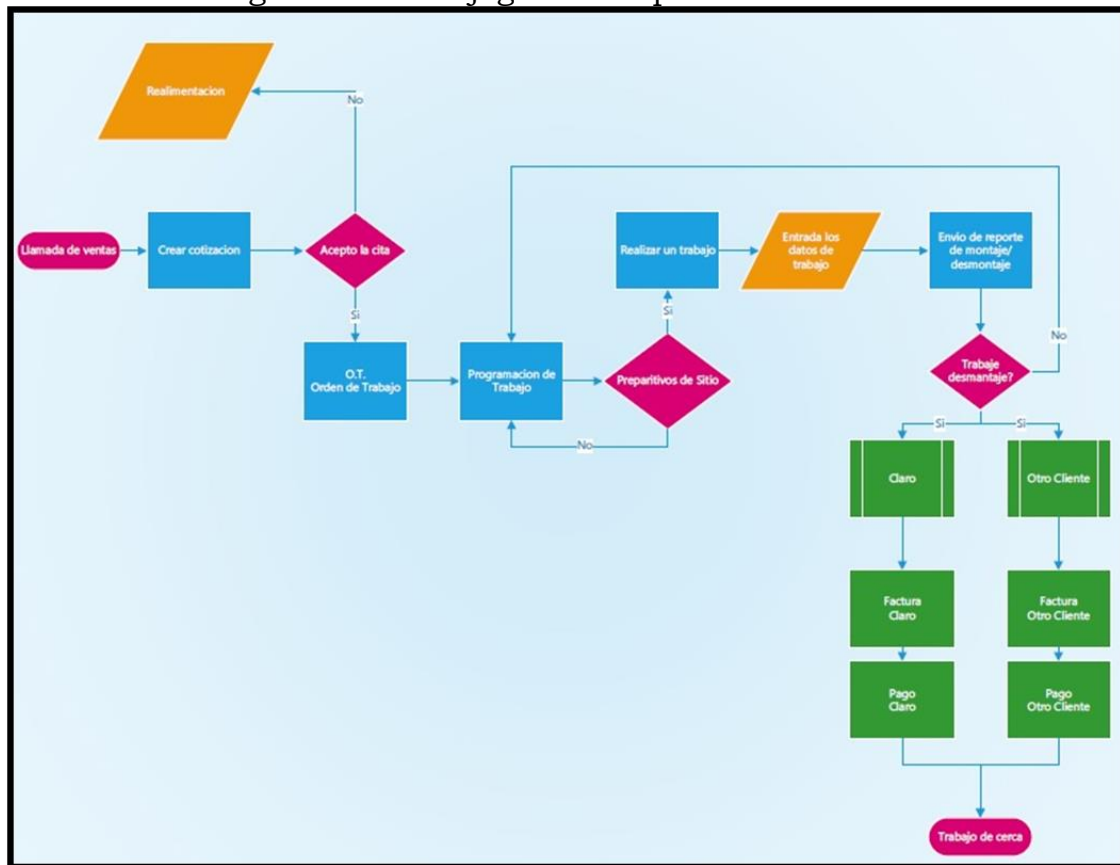 Realimentacion
No
Llamada de ventas
Crear cotizacion
Acepto la cita
Si
O.T.
Orden de Trabajo
Programacion de
Trabajo
Preparitivos de Sitio
No
Si
Realizar un trabajo
Entrada los
datos de
trabajo
Envio de reporte
de montaje/
desmontaje
No
Trabaje
desmantaje?
Si
Si
Claro
Otro Cliente
Factura
Claro
Factura
Otro Cliente
Pago
Claro
Pago
Otro Cliente
Trabajo de cerca